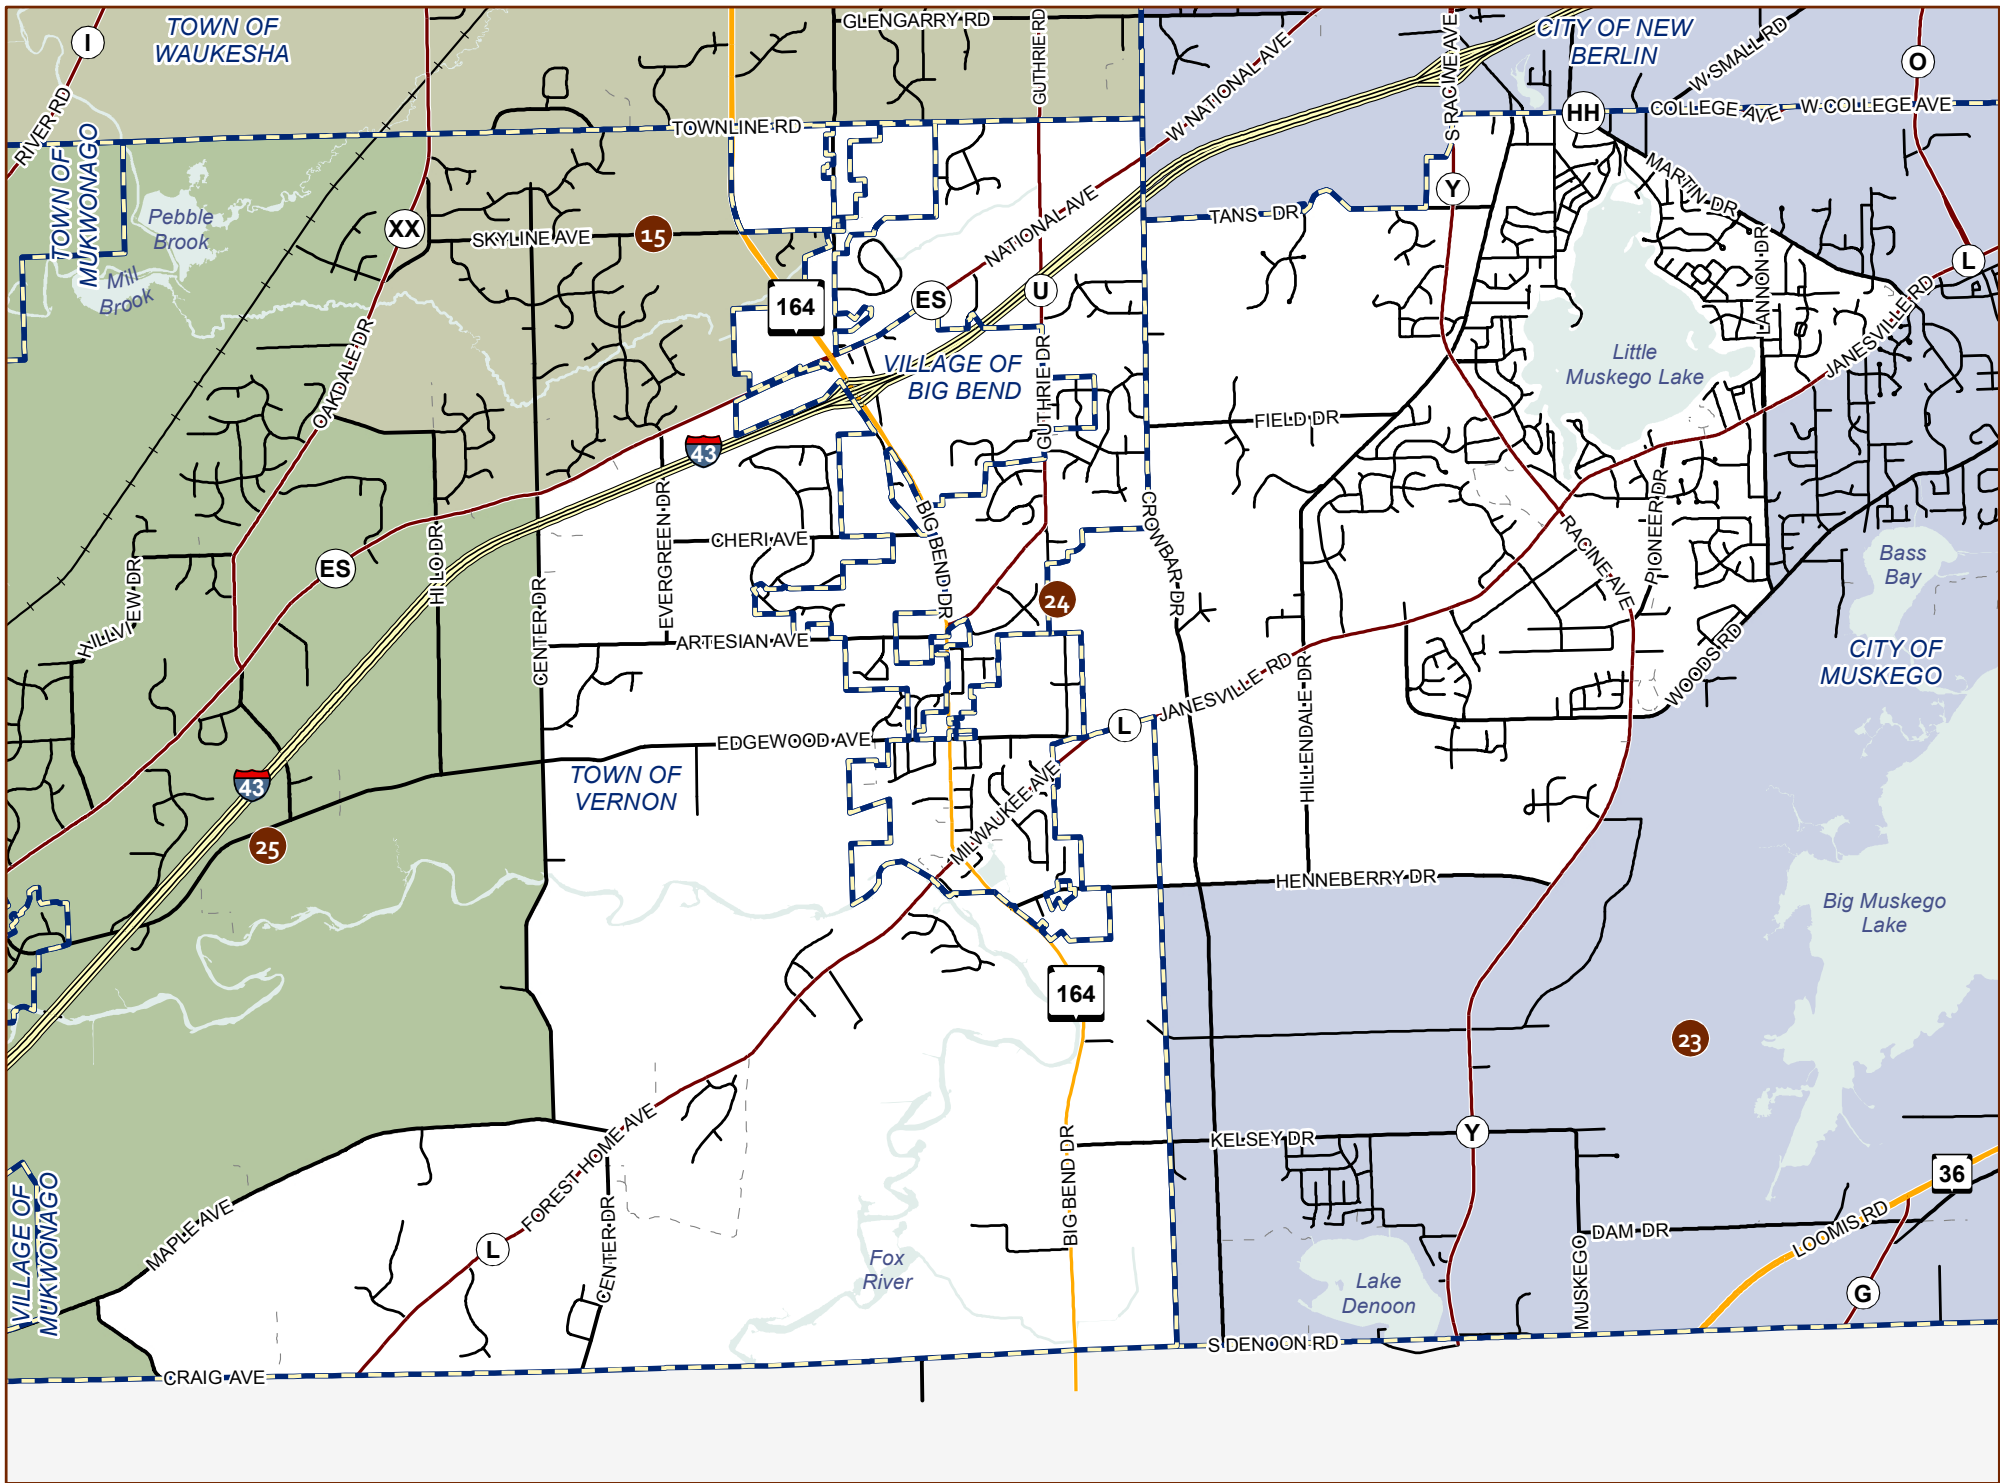 I
TOWN OF
WAUKESHA
GLENGARRY RD
GUTHRIE RD
W NATIONAL AVE
S RACINE AVE
CITY OF NEW
BERLIN
W SMALL RD
O
RIVER RD
TOWN OF
MUKWONAGO
TOWNLINE RD
HH
COLLEGE AVE
W COLLEGE AVE
MARTIN DR
Pebble
Brook
Mill
Brook
XX
SKYLINE AVE
15
NATIONAL AVE
Y
TANS DR
LANNON DR
L
JANESVILLE RD
164
ES
U
OAKDALE DR
VILLAGE OF
BIG BEND
GUTHRIE DR
Little
Muskego Lake
FIELD DR
43
ES
HILLVIEW DR
HILO DR
CENTER DR
EVERGREEN DR
CHERI AVE
BIG BEND DR
CROWBAR DR
RACINE AVE
PIONEER DR
Bass
Bay
24
ARTESIAN AVE
WOODS RD
CITY OF
MUSKEGO
JANESVILLE RD
L
HILLENDALE DR
EDGEWOOD AVE
TOWN OF
VERNON
43
25
MILWAUKEE AVE
HENNEBERRY DR
Big Muskego
Lake
164
23
FOREST HOME AVE
BIG BEND DR
KELSEY DR
Y
36
VILLAGE OF
MUKWONAGO
MAPLE AVE
L
CENTER DR
Fox
River
Lake
Denoon
MUSKEGO
DAM DR
LOOMIS RD
G
S DENOON RD
CRAIG AVE